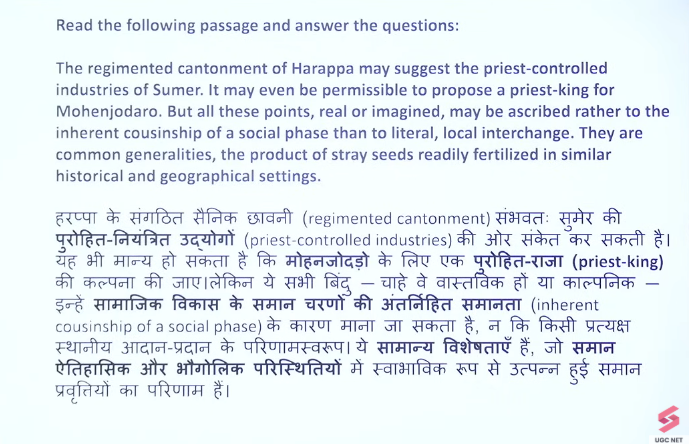 Read the following passage and answer the questions:
The regimented cantonment of Harappa may suggest the priest-controlled
industries of Sumer. It may even be permissible to propose a priest-king for
Mohenjodaro. But all these points, real or imagined, may be ascribed rather to the
inherent cousinship of a social phase than to literal, local interchange. They are
common generalities, the product of stray seeds readily fertilized in similar
historical and geographical settings.
हरप्पा के संगठित सैनिक छावनी (regimented cantonment) संभवतः सुमेर की
पुरोहित-नियंत्रित उद्योगों (priest-controlled industries) की ओर संकेत कर सकती है।
यह भी मान्य हो सकता है कि मोहनजोदड़ो के लिए एक पुरोहित-राजा (priest-king)
की कल्पना की जाए।लेकिन ये सभी बिंदु — चाहे वे वास्तविक हों या काल्पनिक —
इन्हें सामाजिक विकास के समान चरणों की अंतर्निहित समानता (inherent
cousinship of a social phase) के कारण माना जा सकता है, न कि किसी प्रत्यक्ष
स्थानीय आदान-प्रदान के परिणामस्वरूप। ये सामान्य विशेषताएँ हैं, जो समान
ऐतिहासिक और भौगोलिक परिस्थितियों में स्वाभाविक रूप से उत्पन्न हुई समान
प्रवृतियों का परिणाम हैं।
UGC NET